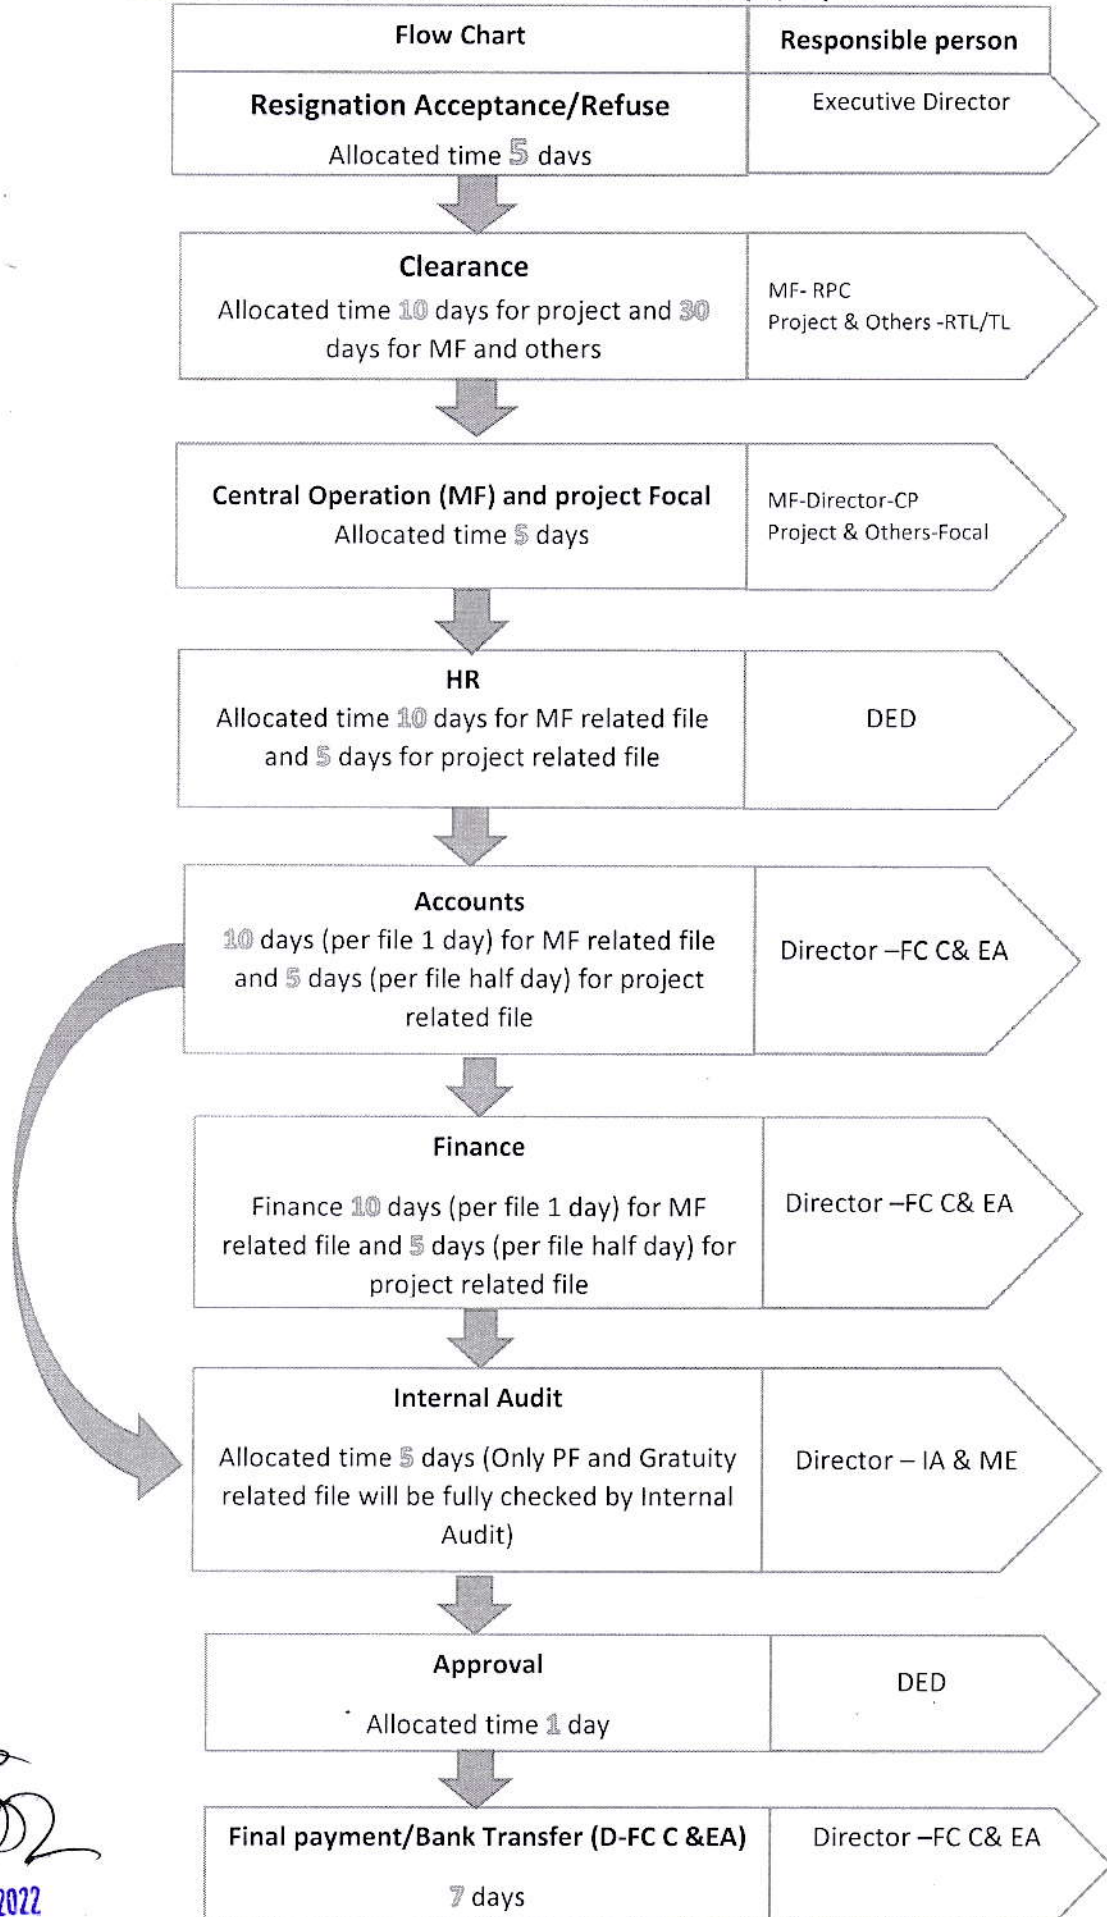 Flow Chart
Responsible person
Resignation Acceptance/Refuse
Allocated time 5 days
Executive Director
Clearance
Allocated time 10 days for project and 30
days for MF and others
MF- RPC
Project & Others -RTL/TL
Central Operation (MF) and project Focal
Allocated time 5 days
MF-Director-CP
Project & Others-Focal
HR
Allocated time 10 days for MF related file
and 5 days for project related file
DED
Accounts
10 days (per file 1 day) for MF related file
and 5 days (per file half day) for project
related file
Director –FC C& EA
Finance
Finance 10 days (per file 1 day) for MF
related file and 5 days (per file half day) for
project related file
Director –FC C& EA
Internal Audit
Allocated time 5 days (Only PF and Gratuity
related file will be fully checked by Internal
Audit)
Director – IA & ME
Approval
Allocated time 1 day
DED
Final payment/Bank Transfer (D-FC C &EA)
7 days
Director –FC C& EA
2022